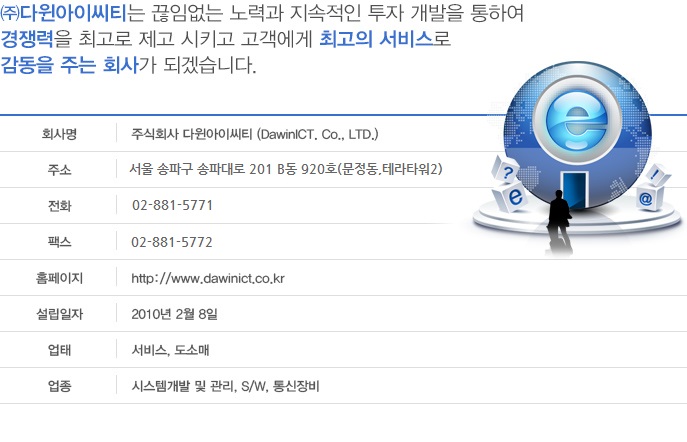 ㈜다윈아이씨티는 끊임없는 노력과 지속적인 투자 개발을 통하여
경쟁력을 최고로 제고 시키고 고객에게 최고의 서비스로
감동을 주는 회사가 되겠습니다.
회사명 주식회사 다윈아이씨티 (DawinICT. Co., LTD.)
주소 서울 송파구 송파대로 201 B동 920호(문정동,테라타워2)
전화 02-881-5771
팩스 02-881-5772
홈페이지 http://www.dawinict.co.kr
설립일자 2010년 2월 8일
업태 서비스, 도소매
업종 시스템개발 및 관리, S/W, 통신장비
e
?
e
!
@